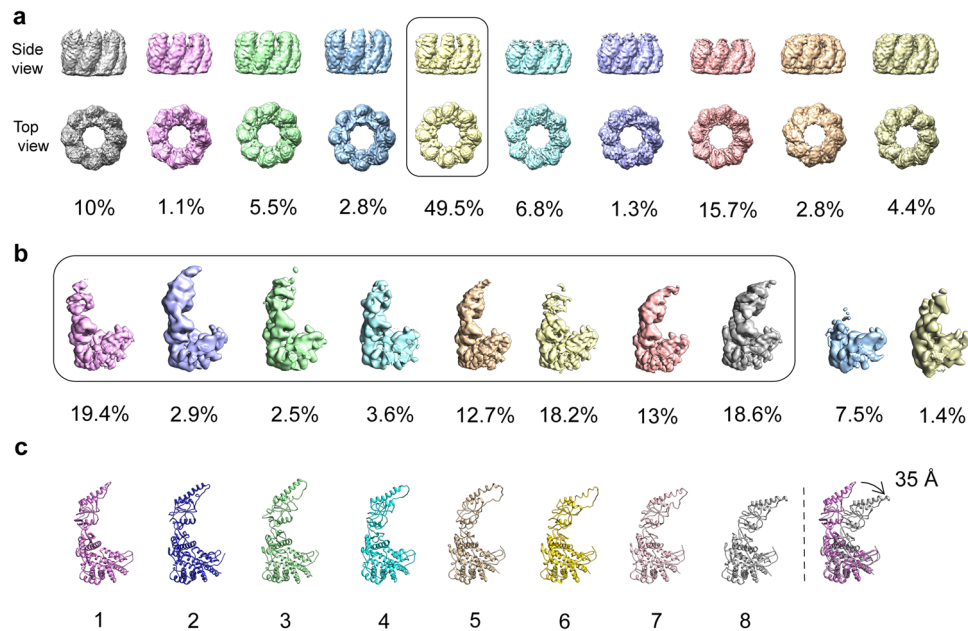 a
Side
view
Top
view
10% 1.1% 5.5% 2.8% 49.5% 6.8% 1.3% 15.7% 2.8% 4.4%
b
19.4% 2.9% 2.5% 3.6% 12.7% 18.2% 13% 18.6% 7.5% 1.4%
c
35 Å
1 2 3 4 5 6 7 8